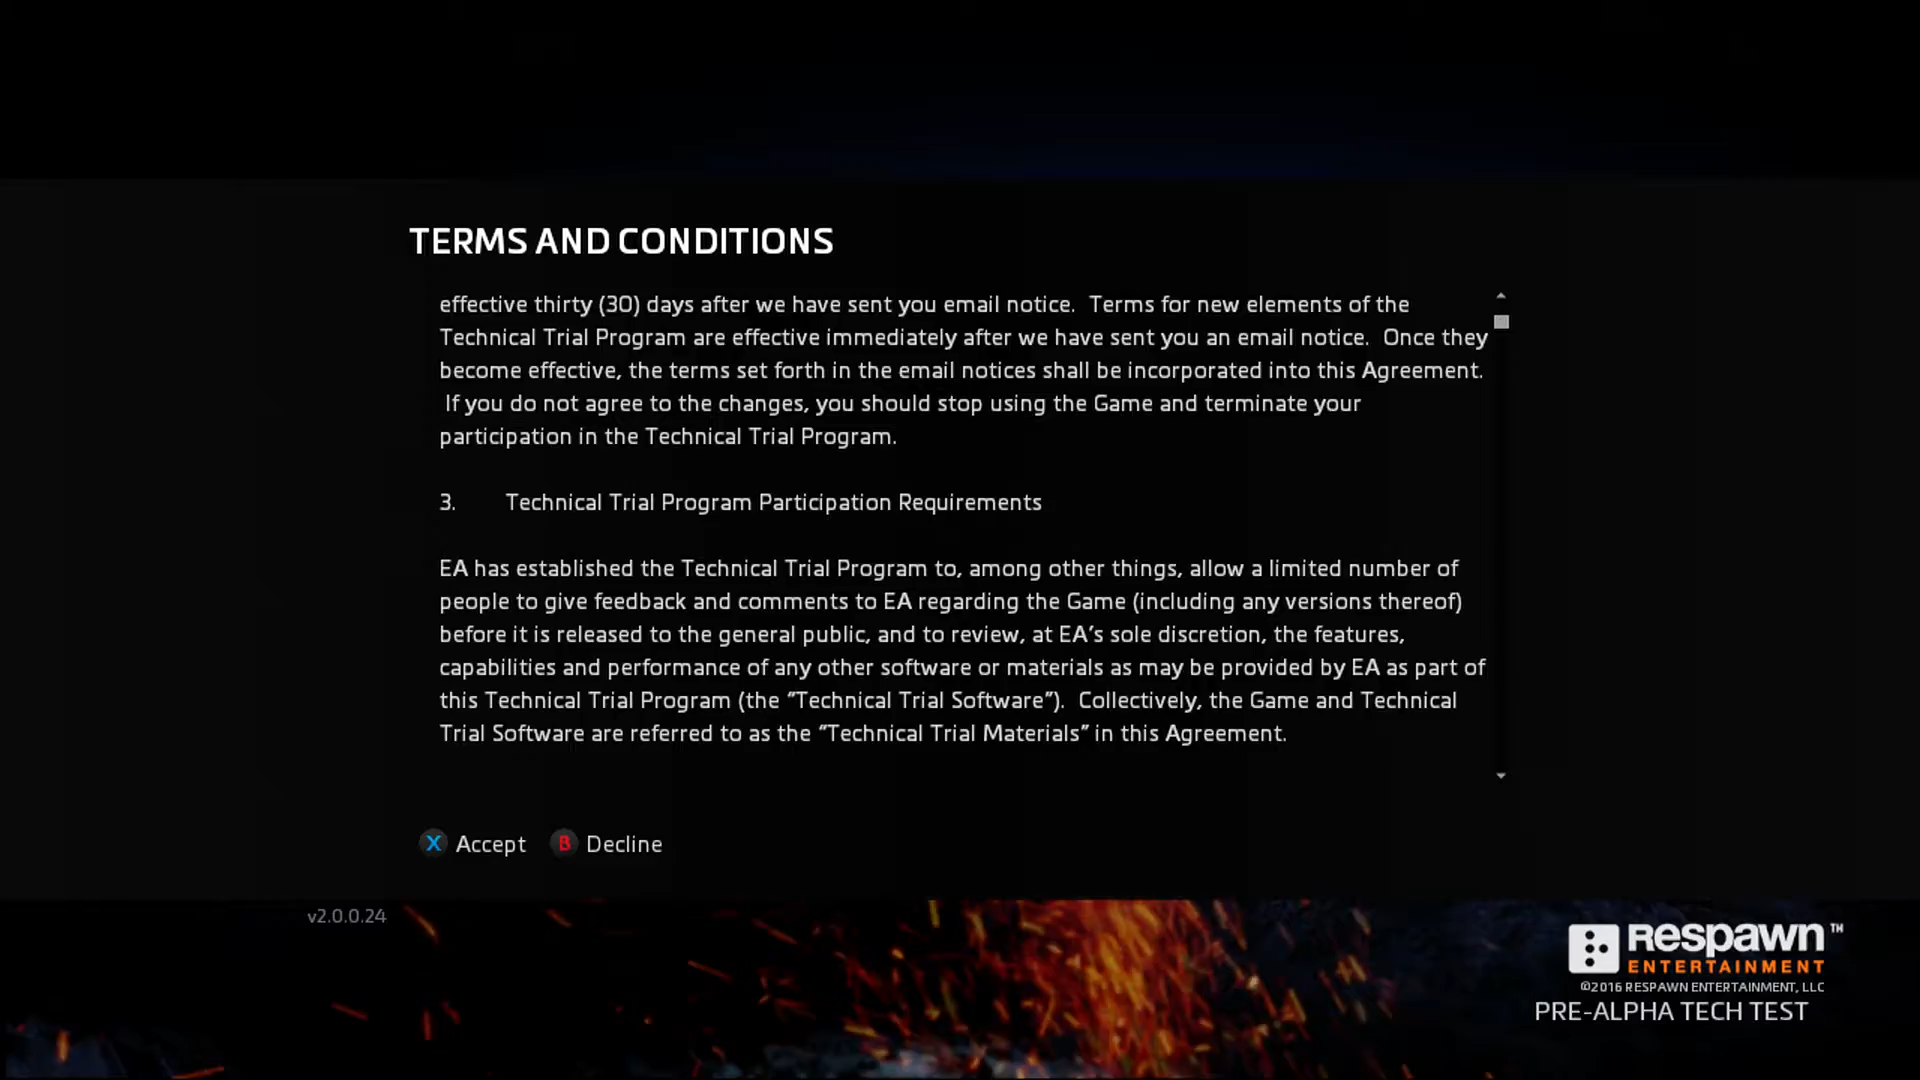 TERMS AND CONDITIONS
effective thirty (30) days after we have sent you email notice.  Terms for new elements of the
Technical Trial Program are effective immediately after we have sent you an email notice.  Once they
become effective, the terms set forth in the email notices shall be incorporated into this Agreement.
If you do not agree to the changes, you should stop using the Game and terminate your
participation in the Technical Trial Program.
3. Technical Trial Program Participation Requirements
EA has established the Technical Trial Program to, among other things, allow a limited number of
people to give feedback and comments to EA regarding the Game (including any versions thereof)
before it is released to the general public, and to review, at EA’s sole discretion, the features,
capabilities and performance of any other software or materials as may be provided by EA as part of
this Technical Trial Program (the “Technical Trial Software”).  Collectively, the Game and Technical
Trial Software are referred to as the “Technical Trial Materials” in this Agreement.
X Accept B Decline
v2.0.0.24
Respawn™
ENTERTAINMENT
©2016 RESPAWN ENTERTAINMENT, LLC
PRE-ALPHA TECH TEST